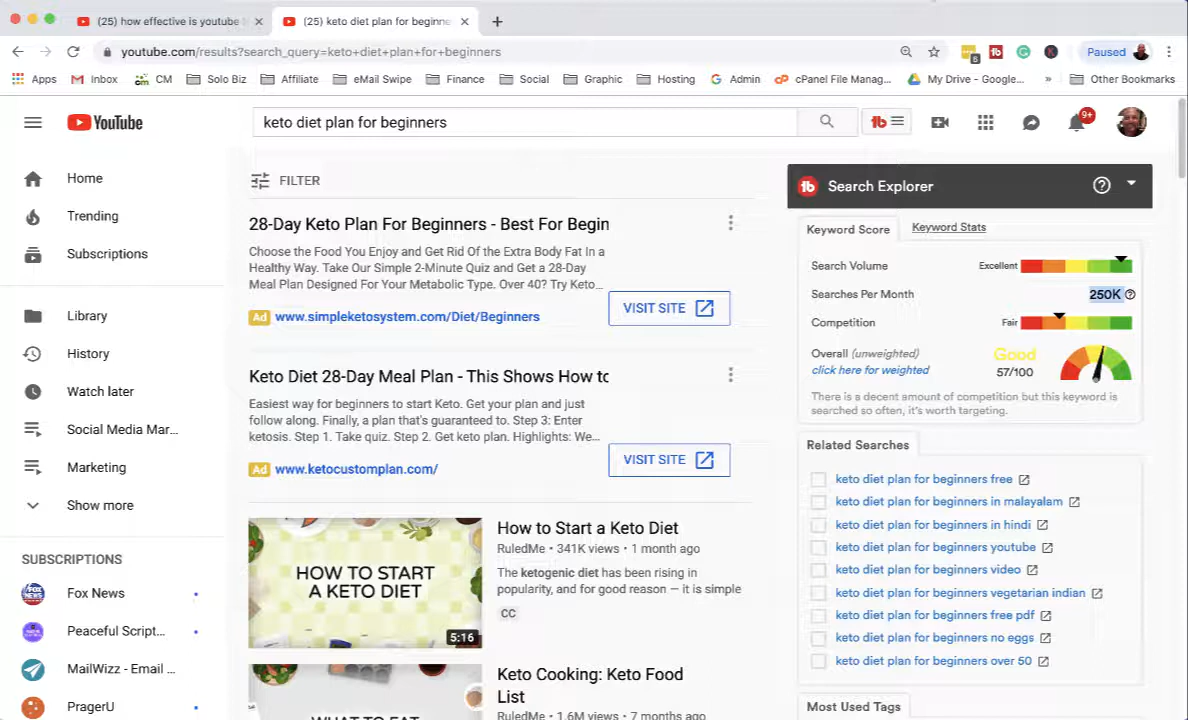 (25) how effective is youtube
(25) keto diet plan for beginne
youtube.com/results?search_query=keto+diet+plan+for+beginners
6
Paused
Apps
Inbox
CM
Solo Biz
Affiliate
eMail Swipe
Finance
Social
Graphic
Hosting
Admin
cPanel File Manag...
My Drive - Google...
»
Other Bookmarks
YouTube
keto diet plan for beginners
tb
9+
Home
Trending
Subscriptions
Library
History
Watch later
Social Media Mar...
Marketing
Show more
SUBSCRIPTIONS
Fox News
Peaceful Script...
MailWizz - Email ...
PragerU
FILTER
28-Day Keto Plan For Beginners - Best For Begin
Choose the Food You Enjoy and Get Rid Of the Extra Body Fat In a
Healthy Way. Take Our Simple 2-Minute Quiz and Get a 28-Day
Meal Plan Designed For Your Metabolic Type. Over 40? Try Keto...
Ad www.simpleketosystem.com/Diet/Beginners
VISIT SITE
Keto Diet 28-Day Meal Plan - This Shows How to
Easiest way for beginners to start Keto. Get your plan and just
follow along. Finally, a plan that's guaranteed to. Step 3: Enter
ketosis. Step 1. Take quiz. Step 2. Get keto plan. Highlights: We...
Ad www.ketocustomplan.com/
VISIT SITE
HOW TO START
A KETO DIET
5:16
How to Start a Keto Diet
RuledMe • 341K views • 1 month ago
The ketogenic diet has been rising in
popularity, and for good reason — it is simple
CC
WHAT TO EAT
Keto Cooking: Keto Food
List
RuledMe • 1.6M views • 7 months ago
tb Search Explorer
Keyword Score
Keyword Stats
Search Volume Excellent
Searches Per Month 250K
Competition Fair
Overall (unweighted) Good
click here for weighted 57/100
There is a decent amount of competition but this keyword is
searched so often, it's worth targeting.
Related Searches
keto diet plan for beginners free
keto diet plan for beginners in malayalam
keto diet plan for beginners in hindi
keto diet plan for beginners youtube
keto diet plan for beginners video
keto diet plan for beginners vegetarian indian
keto diet plan for beginners free pdf
keto diet plan for beginners no eggs
keto diet plan for beginners over 50
Most Used Tags